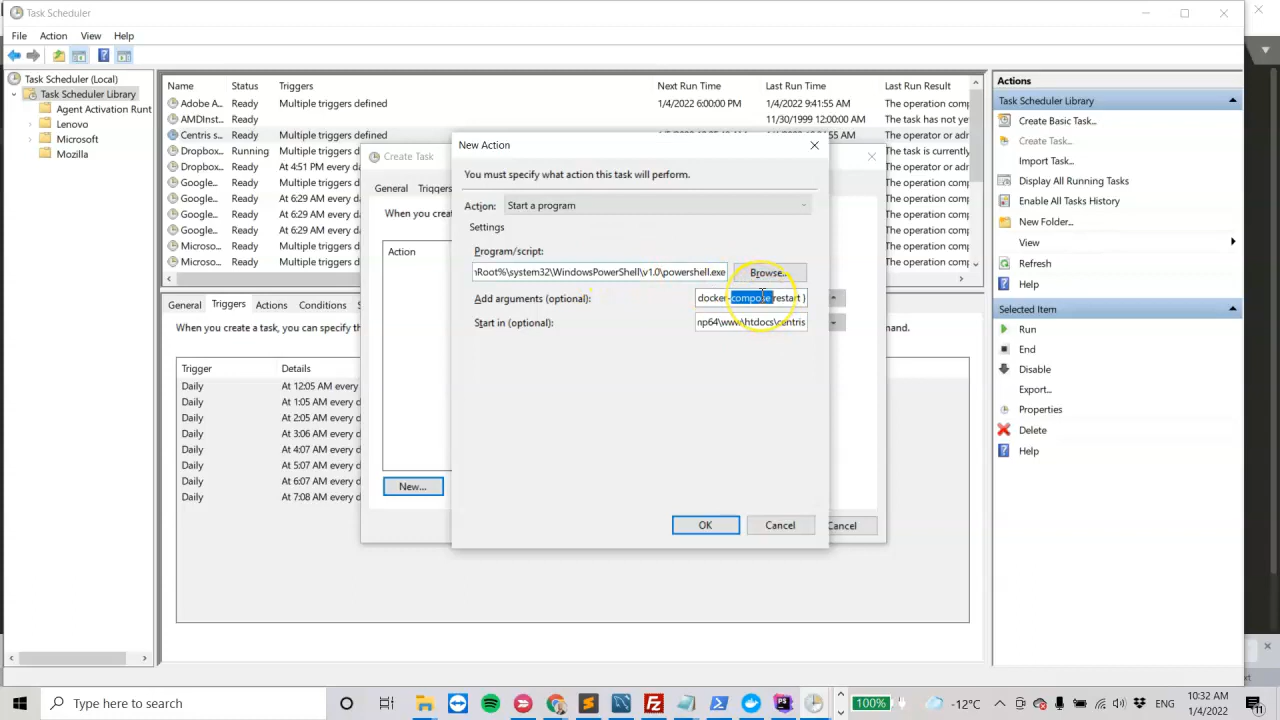 Task Scheduler
File Action View Help
Task Scheduler (Local)
Task Scheduler Library
Agent Activation Runt
Lenovo
Microsoft
Mozilla
Name Status Triggers Next Run Time Last Run Time Last Run Result
Adobe A... Ready Multiple triggers defined 1/4/2022 6:00:00 PM 1/4/2022 9:41:55 AM The operation comp
AMDInst... Ready 11/30/1999 12:00:00 AM The task has not ye
Centris s... Ready Multiple triggers defined The operator or adr
Dropbox... Running Multiple triggers defined The task is currently
Dropbox... Ready At 4:51 PM every The operation comp
Google... Ready Multiple triggers The operation comp
Google... Ready At 6:29 AM every The operation comp
Google... Ready At 6:29 AM every The operation comp
Google... Ready At 6:29 AM every The operation comp
Microso... Ready Multiple triggers The operation comp
Microso... Ready Multiple triggers The operation comp
General Triggers Actions Conditions
When you create a task, you can specify the mmand.
Trigger Details
Daily At 12:05 AM every d
Daily At 1:05 AM every d
Daily At 2:05 AM every d
Daily At 3:06 AM every d
Daily At 4:07 AM every d
Daily At 5:07 AM every d
Daily At 6:07 AM every d
Daily At 7:08 AM every d
Create Task
General Triggers
When you creat
Action
New...
Cancel
New Action
You must specify what action this task will perform.
Action: Start a program
Settings
Program/script:
Root%\system32\WindowsPowerShell\v1.0\powershell.exe Browse...
Add arguments (optional): docker-compose restart }
Start in (optional): np64\www\htdocs\centris
OK Cancel
Actions
Task Scheduler Library
Create Basic Task...
Create Task...
Import Task...
Display All Running Tasks
Enable All Tasks History
New Folder...
View
Refresh
Help
Selected Item
Run
End
Disable
Export...
Properties
Delete
Help
Type here to search
100% -12°C ENG 10:32 AM
1/4/2022